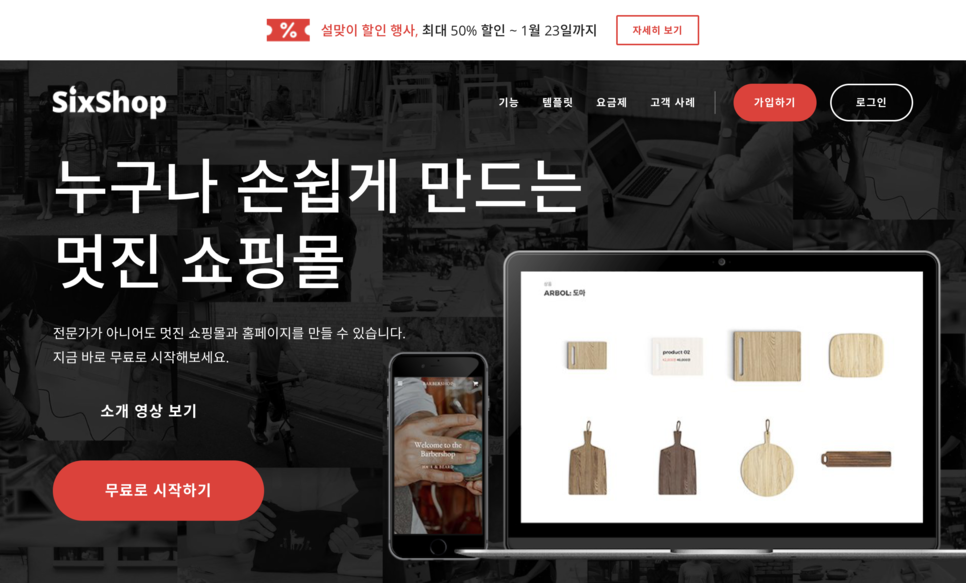 %
설맞이 할인 행사, 최대 50% 할인 ~ 1월 23일까지
자세히 보기
SixShop
기능 템플릿 요금제 고객 사례
가입하기
로그인
누구나 손쉽게 만드는
멋진 쇼핑몰
전문가가 아니어도 멋진 쇼핑몰과 홈페이지를 만들 수 있습니다.
지금 바로 무료로 시작해보세요.
소개 영상 보기
무료로 시작하기
ARBOL: 도마
product 02
BARBERSHOP
Welcome to the
Barbershop